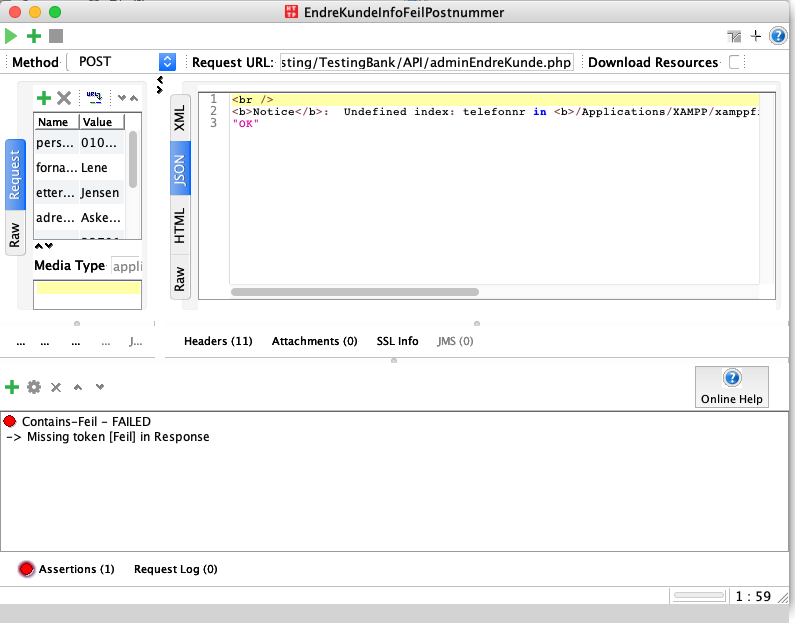 EndreKundeInfoFeilPostnummer
Method POST Request URL: sting/TestingBank/API/adminEndreKunde.php Download Resources
Request
Raw
Name Value
pers... 010...
forna... Lene
etter... Jensen
adre... Aske...
Media Type appli
XML
JSON
HTML
Raw
1 <br />
2 <b>Notice</b>: Undefined index: telefonnr in <b>/Applications/XAMPP/xamppfi
3 "OK"
... ... ... ... J...
Headers (11) Attachments (0) SSL Info JMS (0)
Online Help
Contains-Feil - FAILED
-> Missing token [Feil] in Response
Assertions (1) Request Log (0)
1 : 59